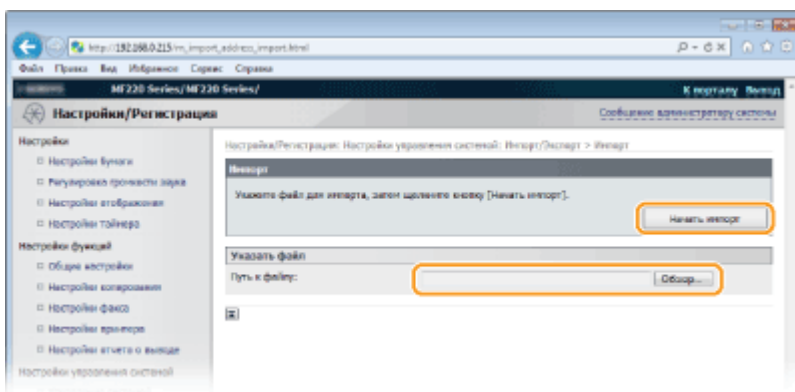 http://192.168.0.215/m_import_address_import.html
Файл Правка Вид Избранное Сервис Справка
MF220 Series/MF220 Series/
К порталу Выход
Настройки/Регистрация
Сообщение администратору системы
Настройки
Настройки бумаги
Регулировка громкости звука
Настройки отображения
Настройки таймера
Настройки функций
Общие настройки
Настройки копирования
Настройки факса
Настройки принтера
Настройки отчета о выводе
Настройки управления системой
Настройка/Регистрация: Настройки управления системой: Импорт/Экспорт > Импорт
Импорт
Укажите файл для импорта, затем щелкните кнопку [Начать импорт].
Начать импорт
Указать файл
Путь к файлу:
Обзор...